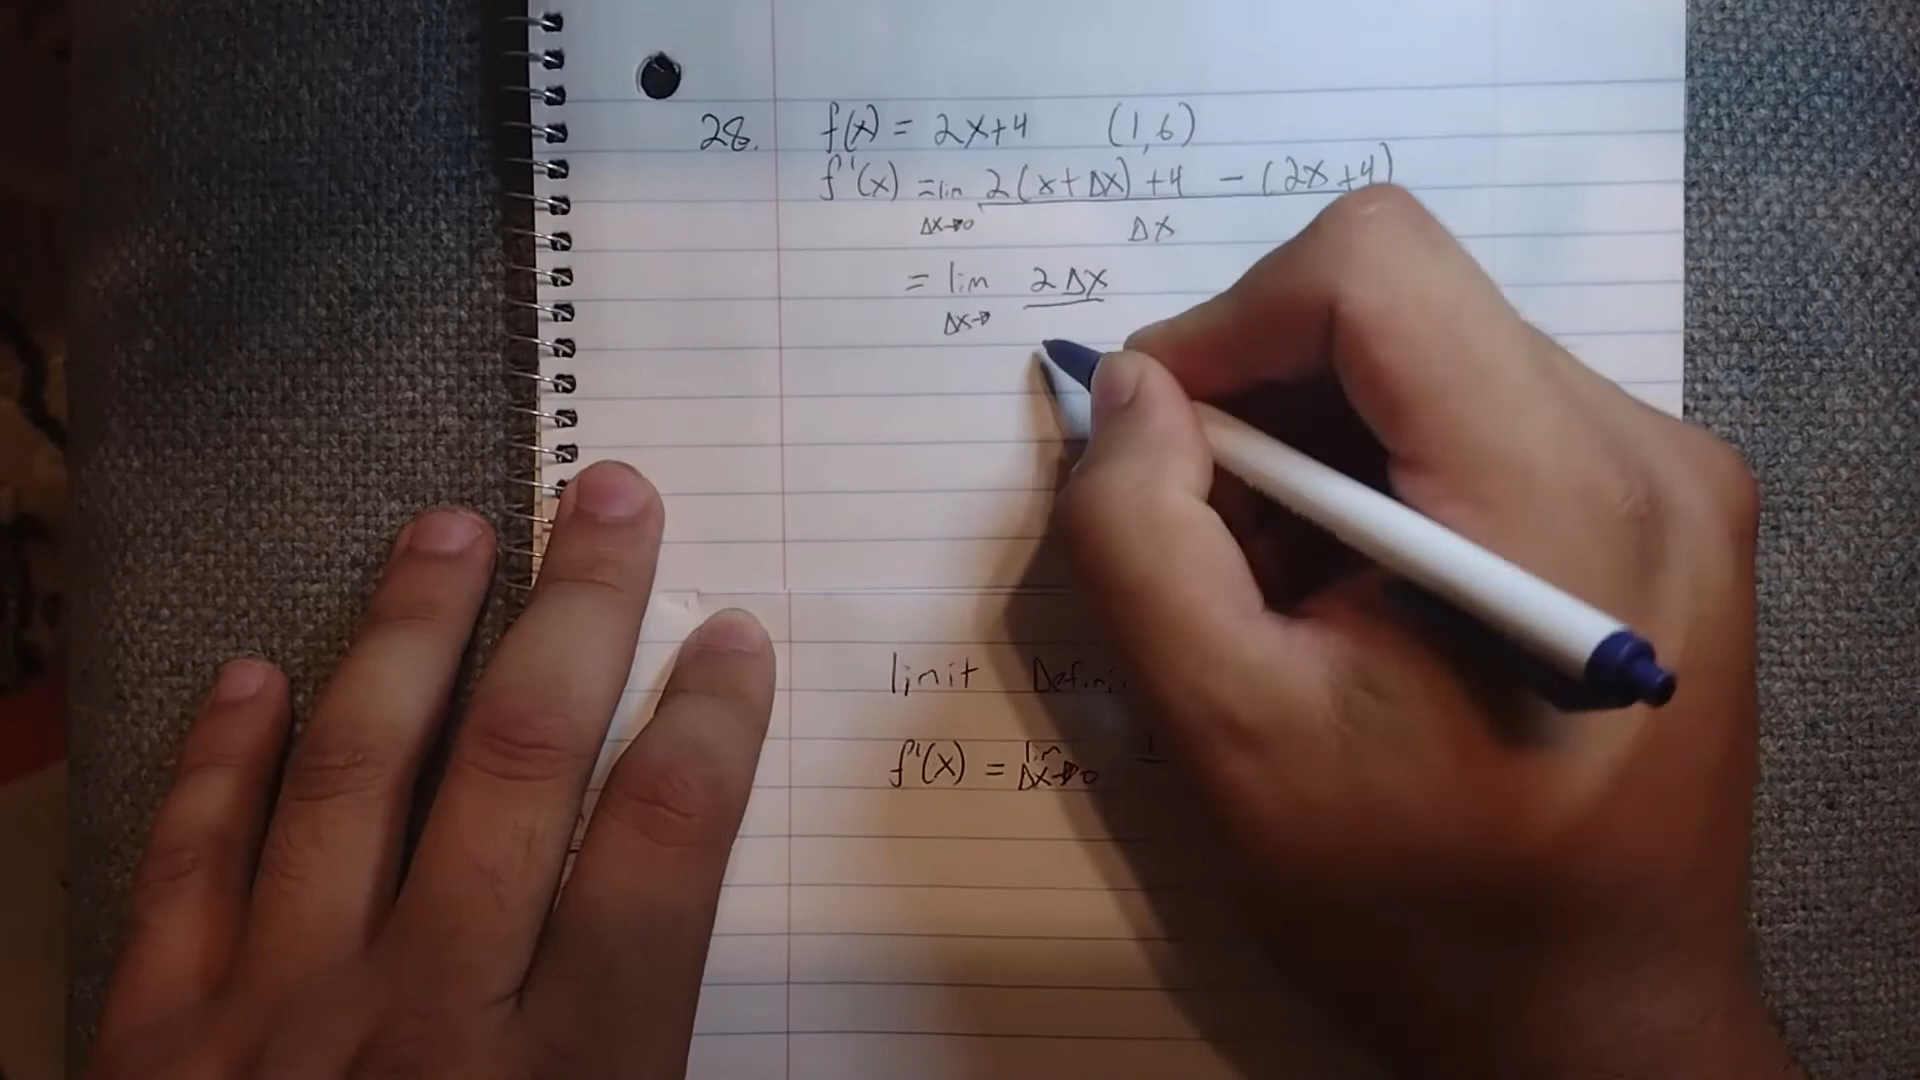 28. f(x) = 2x+4 (1,6)
f'(x) = lim 2(x+Δx)+4 - (2x+4)
Δx→0 Δx
= lim 2Δx
Δx→
limit
f'(x) = lim
Δx→0